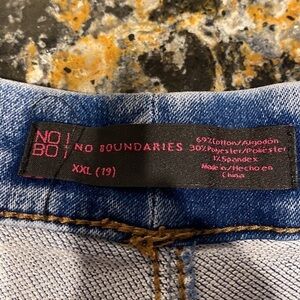 NO
BO
NO BOUNDARIES
XXL (19)
69%Cotton/Algodón
30%Polyester/Poliéster
1%Spandex
Made in/Hecho en
China